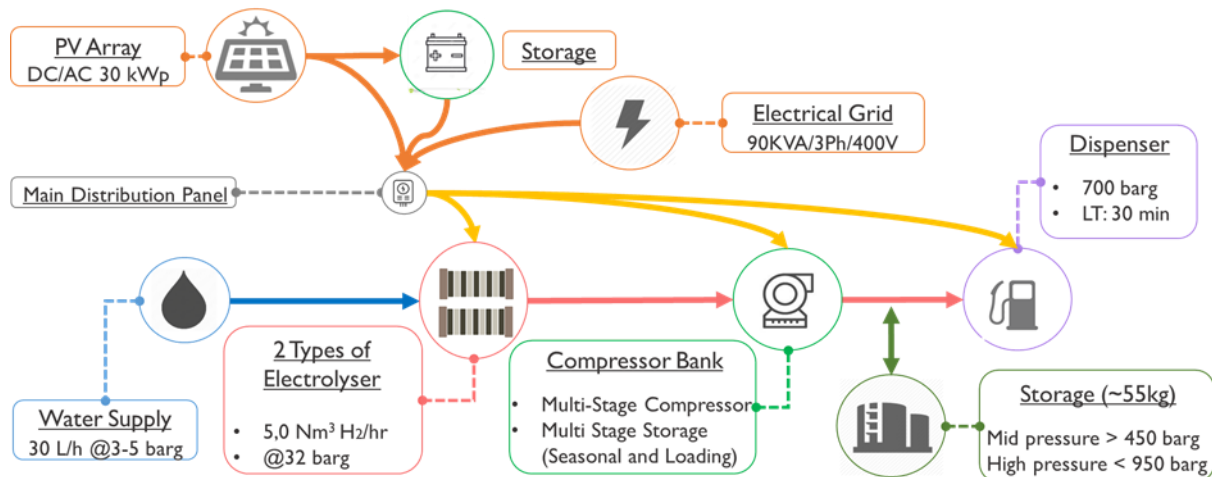 PV Array
DC/AC 30 kWp
Storage
Electrical Grid
90KVA/3Ph/400V
Dispenser
• 700 barg
• LT: 30 min
Main Distribution Panel
2 Types of
Electrolyser
• 5,0 Nm³ H₂/hr
• @32 barg
Compressor Bank
• Multi-Stage Compressor
• Multi Stage Storage
(Seasonal and Loading)
Water Supply
30 L/h @3-5 barg
Storage (~55kg)
Mid pressure > 450 barg
High pressure < 950 barg